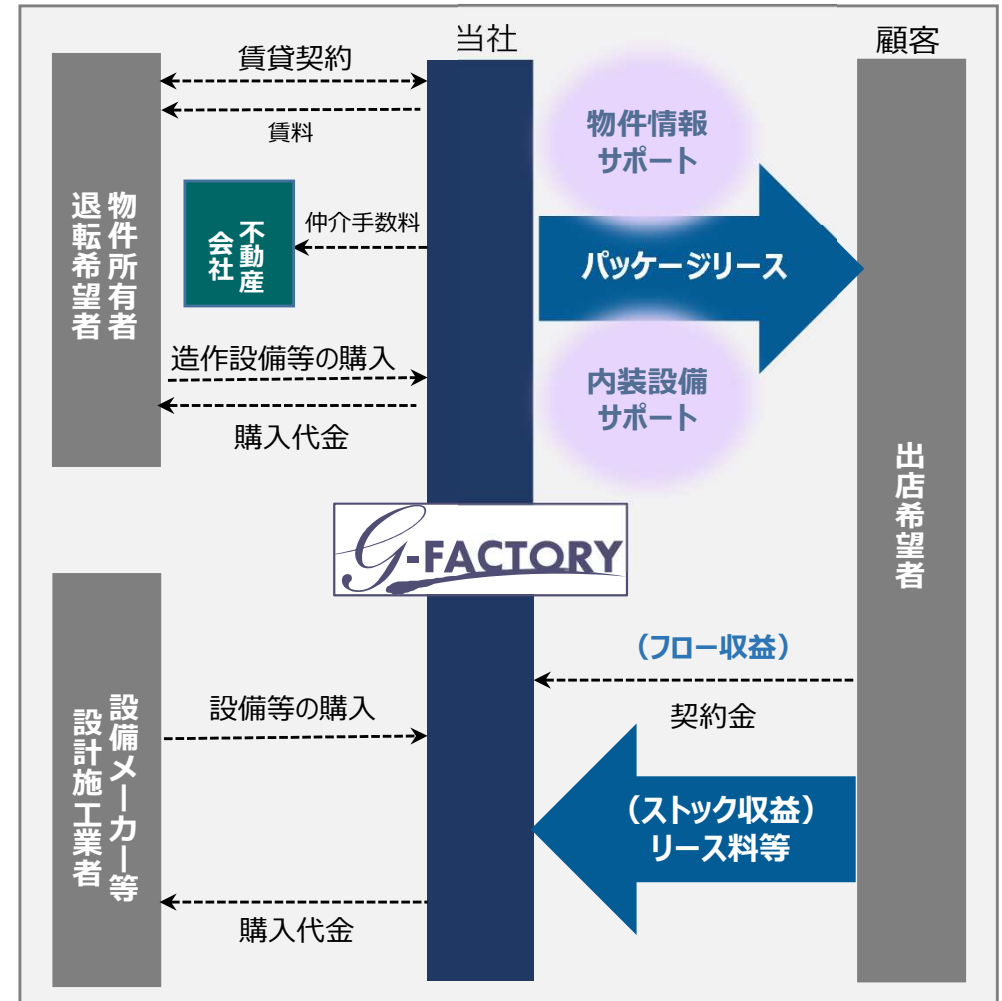 当社
顧客
賃貸契約
賃料
物件所有者
退転希望者
不動産
会社
仲介手数料
造作設備等の購入
購入代金
物件情報
サポート
パッケージリース
内装設備
サポート
出店希望者
G-FACTORY
(フロー収益)
契約金
設備メーカー等
設計施工業者
設備等の購入
(ストック収益)
リース料等
購入代金